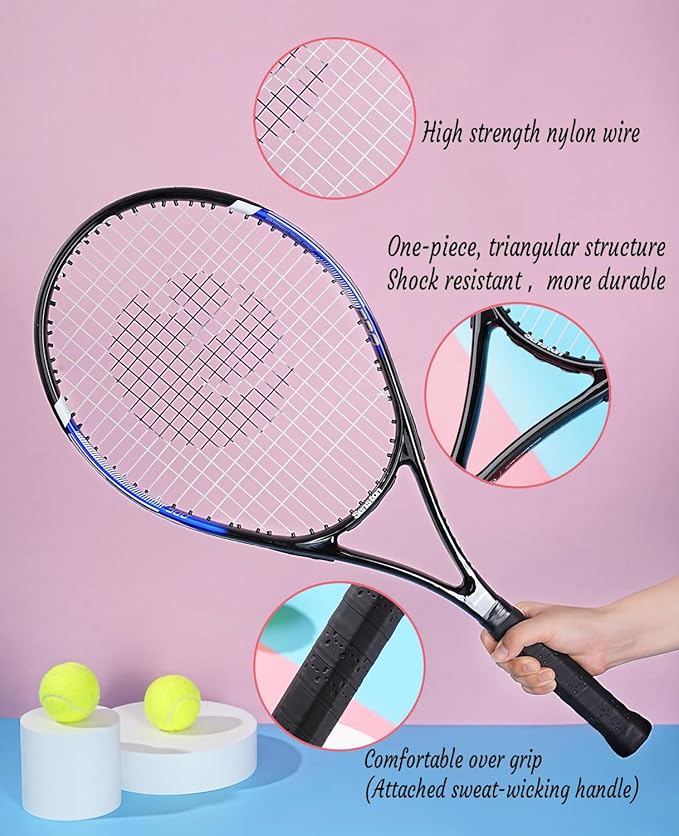 High strength nylon wire
One-piece, triangular structure
Shock resistant , more durable
Senston
Comfortable over grip
(Attached sweat-wicking handle)